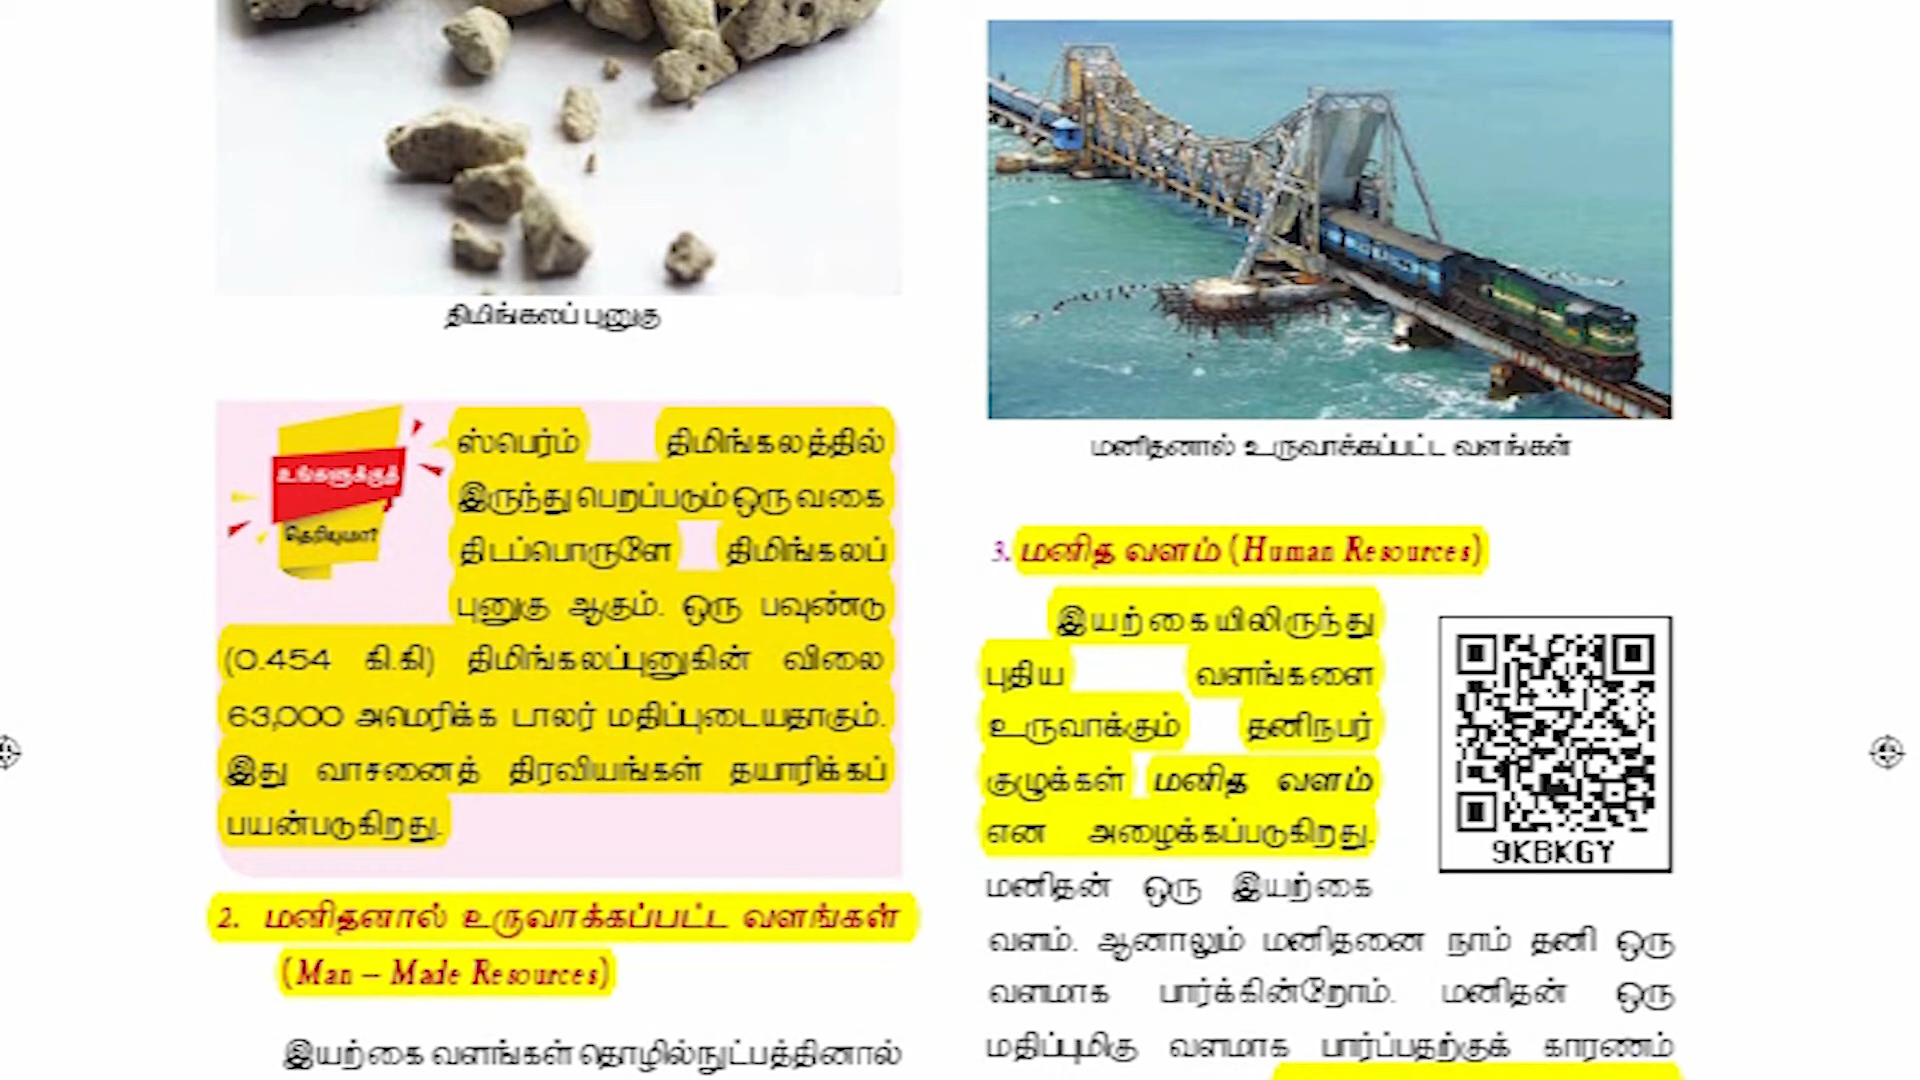 திமிங்கலப் புனுகு
உங்களுக்குத்
தெரியுமா?
ஸ்பெர்ம் திமிங்கலத்தில்
இருந்து பெறப்படும் ஒரு வகை
திடப்பொருளே திமிங்கலப்
புனுகு ஆகும். ஒரு பவுண்டு
(0.454 கி.கி) திமிங்கலப்புனுகின் விலை
63,000 அமெரிக்க டாலர் மதிப்புடையதாகும்.
இது வாசனைத் திரவியங்கள் தயாரிக்கப்
பயன்படுகிறது.
2. மனிதனால் உருவாக்கப்பட்ட வளங்கள்
(Man – Made Resources)
இயற்கை வளங்கள் தொழில்நுட்பத்தினால்
மனிதனால் உருவாக்கப்பட்ட வளங்கள்
3. மனித வளம் (Human Resources)
இயற்கையிலிருந்து
புதிய வளங்களை
உருவாக்கும் தனிநபர்
குழுக்கள் மனித வளம்
என அழைக்கப்படுகிறது.
மனிதன் ஒரு இயற்கை
வளம். ஆனாலும் மனிதனை நாம் தனி ஒரு
வளமாக பார்க்கின்றோம். மனிதன் ஒரு
மதிப்புமிகு வளமாக பார்ப்பதற்குக் காரணம்
9KBKGY